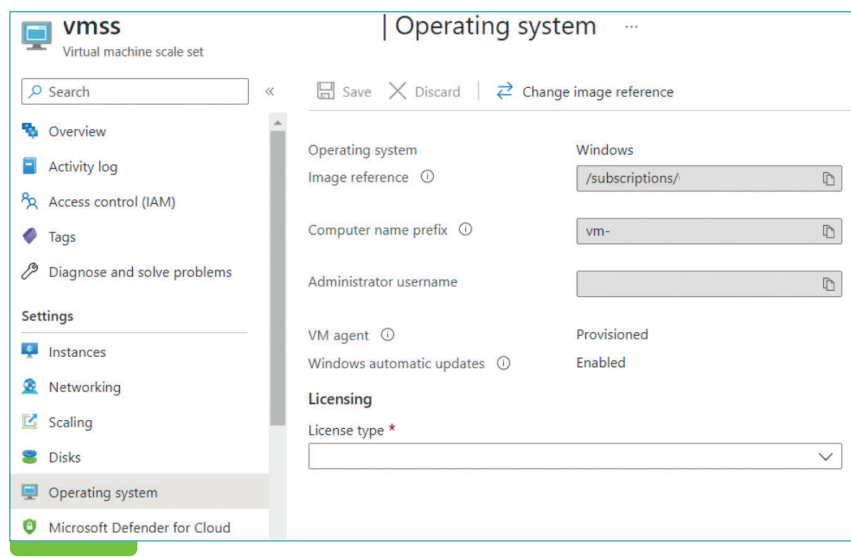 vmss
| Operating system ...
Virtual machine scale set
Search
«
Save
Discard
Change image reference
Overview
Activity log
Access control (IAM)
Tags
Diagnose and solve problems
Settings
Instances
Networking
Scaling
Disks
Operating system
Microsoft Defender for Cloud
Operating system Windows
Image reference /subscriptions/
Computer name prefix vm-
Administrator username
VM agent Provisioned
Windows automatic updates Enabled
Licensing
License type *